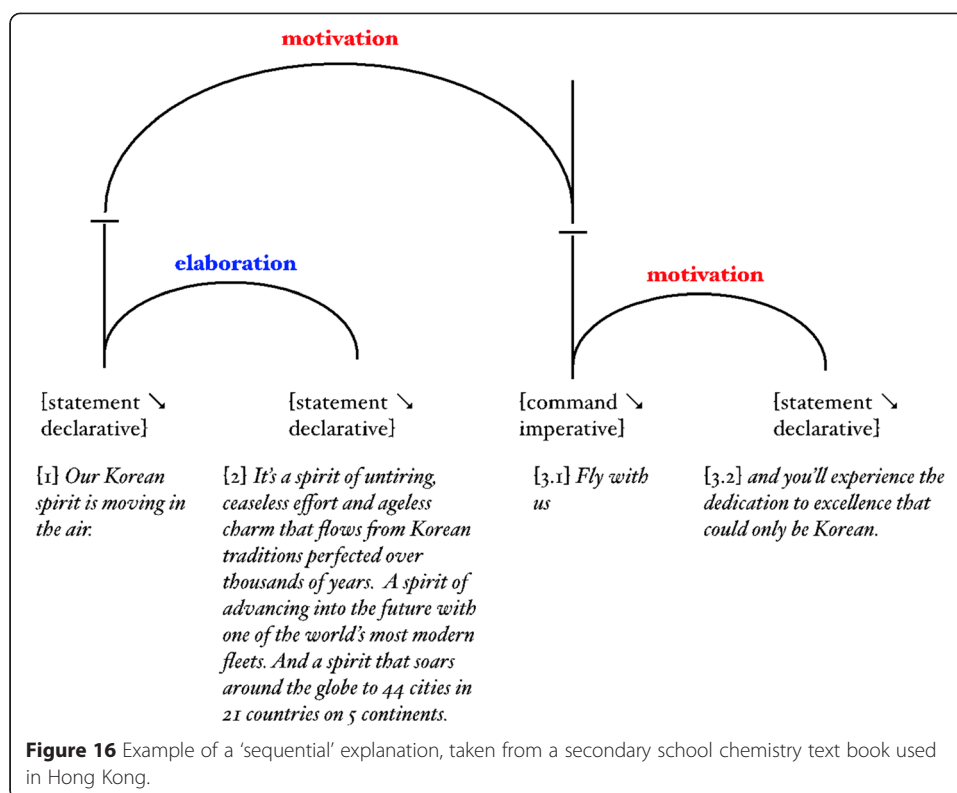 motivation
elaboration
motivation
[statement ↘
declarative]
[statement ↘
declarative]
[command ↘
imperative]
[statement ↘
declarative]
[1] Our Korean
spirit is moving in
the air.
[2] It's a spirit of untiring,
ceaseless effort and ageless
charm that flows from Korean
traditions perfected over
thousands of years. A spirit of
advancing into the future with
one of the world's most modern
fleets. And a spirit that soars
around the globe to 44 cities in
21 countries on 5 continents.
[3.1] Fly with
us
[3.2] and you'll experience the
dedication to excellence that
could only be Korean.
Figure 16 Example of a ‘sequential’ explanation, taken from a secondary school chemistry text book used
in Hong Kong.